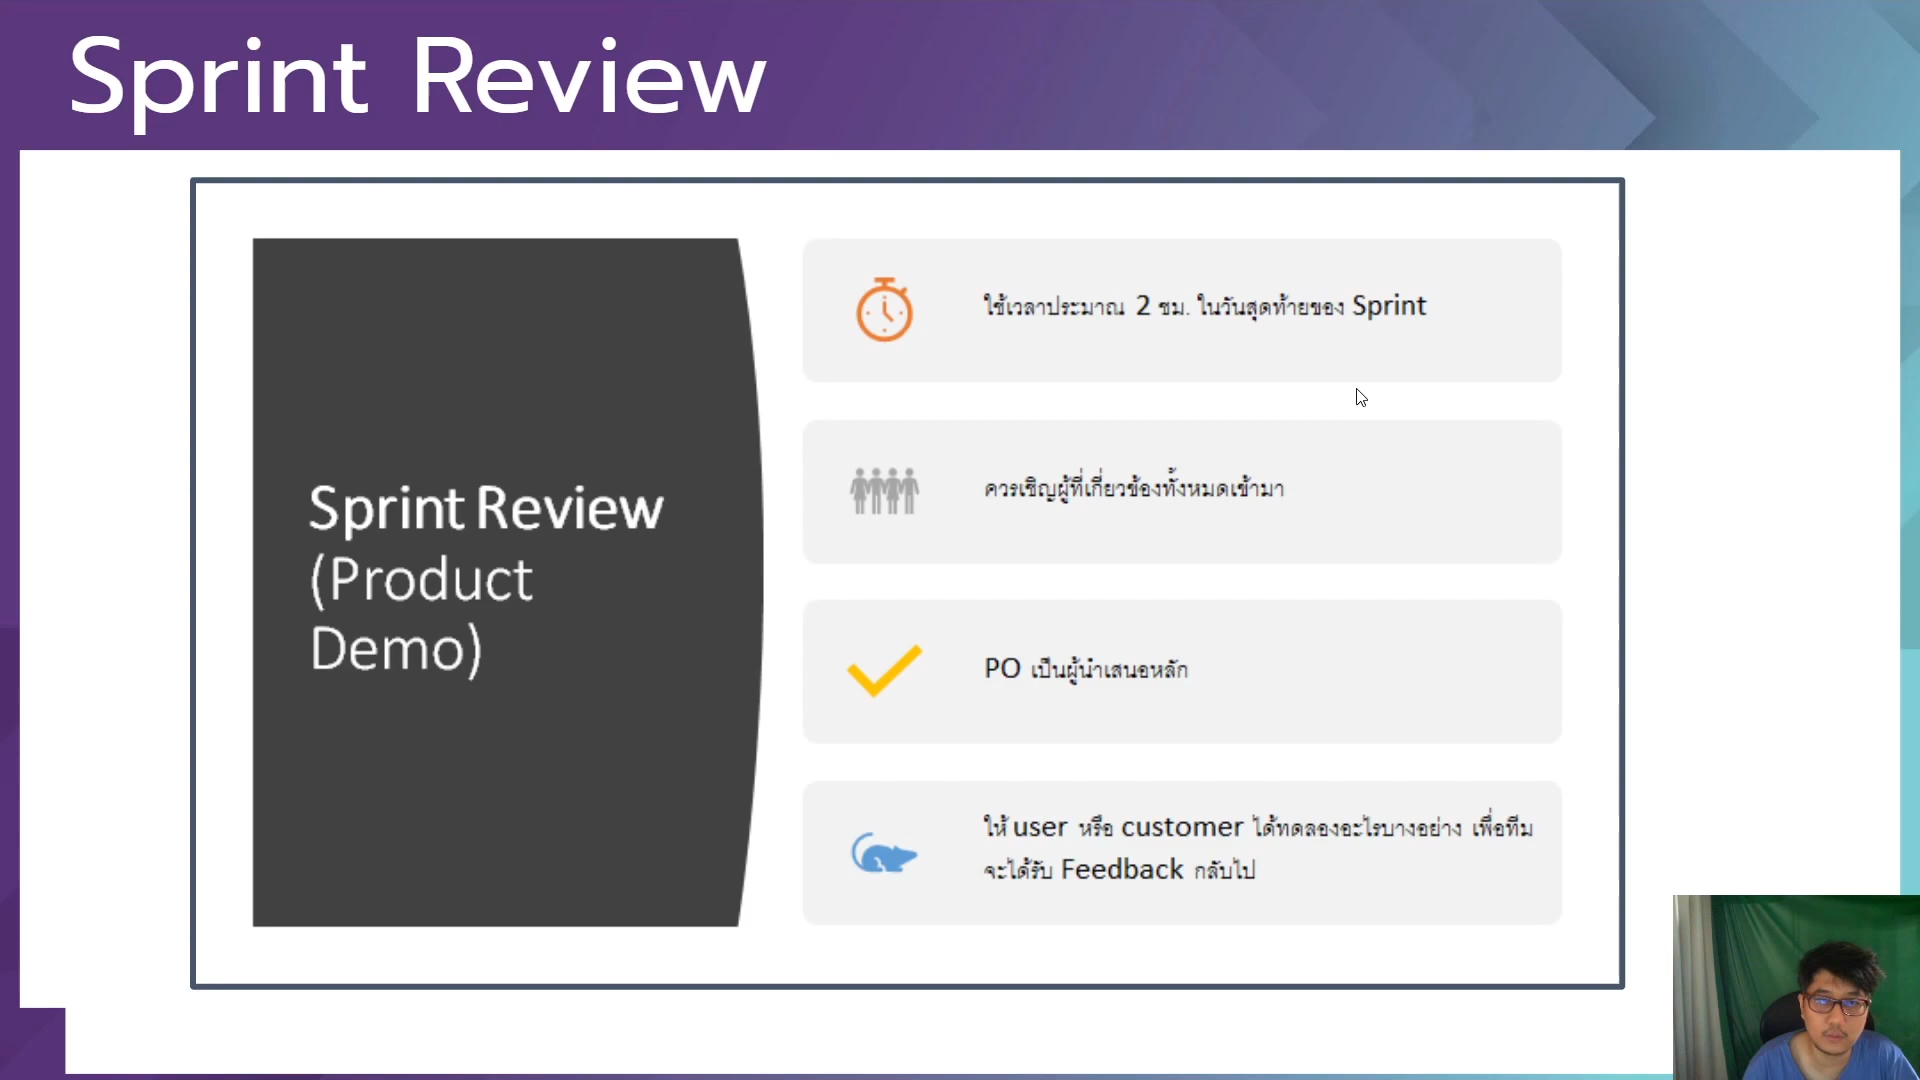 Sprint Review
Sprint Review
(Product
Demo)
ใช้เวลาประมาณ 2 ชม. ในวันสุดท้ายของ Sprint
ควรเชิญผู้ที่เกี่ยวข้องทั้งหมดเข้ามา
PO เป็นผู้นำเสนอหลัก
ให้ user หรือ customer ได้ทดลองอะไรบางอย่าง เพื่อทีม
จะได้รับ Feedback กลับไป